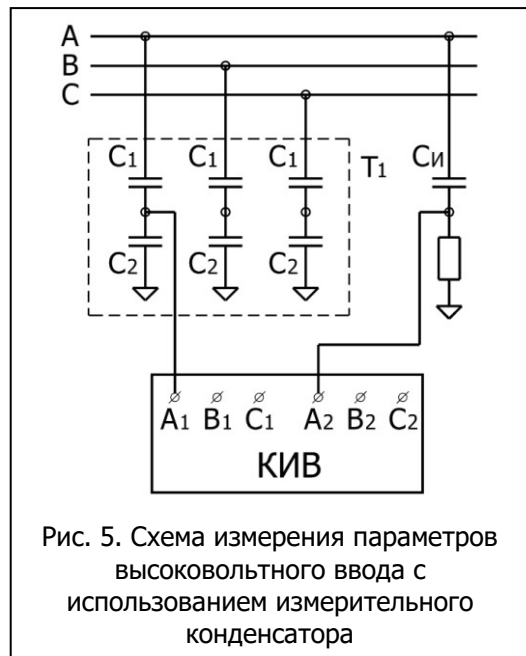 A
B
C
C1 C1 C1 T1 CИ
C2 C2 C2
A1 B1 C1 A2 B2 C2
КИВ
Рис. 5. Схема измерения параметров
высоковольтного ввода с
использованием измерительного
конденсатора